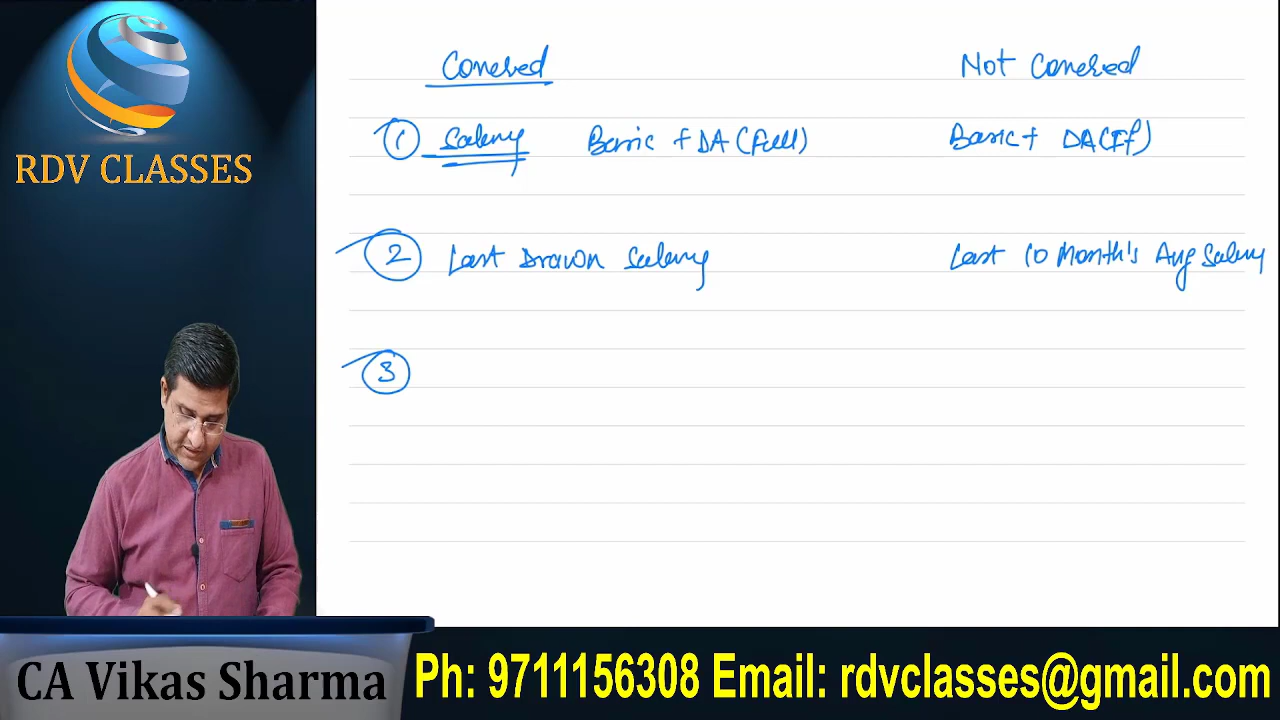 RDV CLASSES
Covered Not Covered
1 Salary Basic + DA (Full) Basic + DA (If)
2 Last Drawn Salary Last 10 Month's Avg Salary
3
CA Vikas Sharma
Ph: 9711156308 Email: rdvclasses@gmail.com